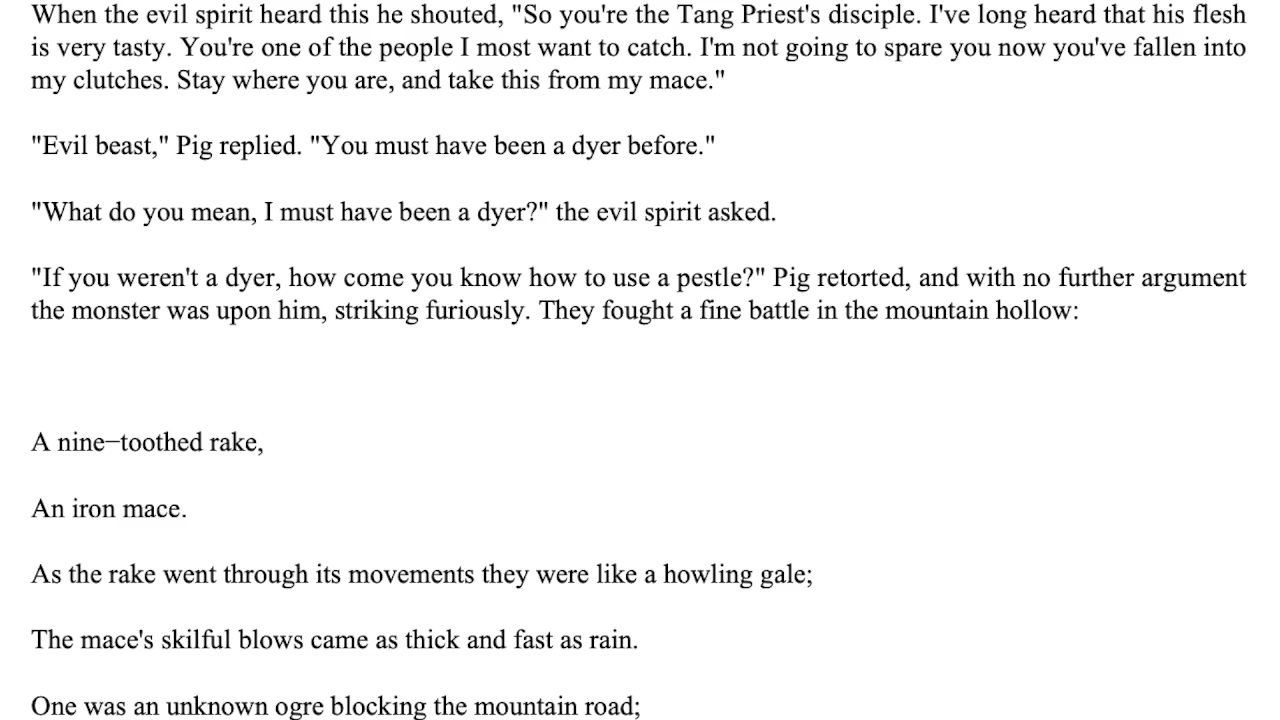 When the evil spirit heard this he shouted, "So you're the Tang Priest's disciple. I've long heard that his flesh
is very tasty. You're one of the people I most want to catch. I'm not going to spare you now you've fallen into
my clutches. Stay where you are, and take this from my mace."
"Evil beast," Pig replied. "You must have been a dyer before."
"What do you mean, I must have been a dyer?" the evil spirit asked.
"If you weren't a dyer, how come you know how to use a pestle?" Pig retorted, and with no further argument
the monster was upon him, striking furiously. They fought a fine battle in the mountain hollow:
A nine−toothed rake,
An iron mace.
As the rake went through its movements they were like a howling gale;
The mace's skilful blows came as thick and fast as rain.
One was an unknown ogre blocking the mountain road;